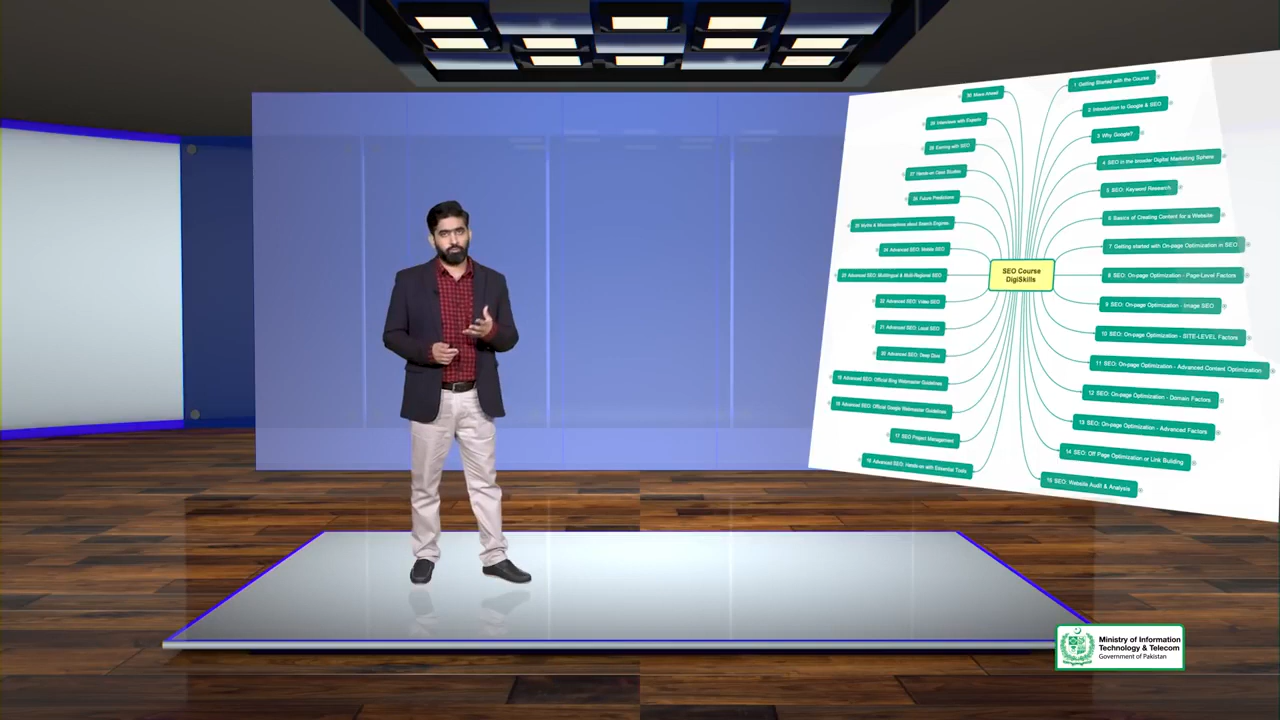 1 Getting Started with the Course
2 Introduction to Google & SEO
3 Why Google?
4 SEO in the broader Digital Marketing Sphere
5 SEO: Keyword Research
6 Basics of Creating Content for a Website
7 Getting started with On-page Optimization in SEO
8 SEO: On-page Optimization - Page-Level Factors
9 SEO: On-page Optimization - Image SEO
10 SEO: On-page Optimization - SITE-LEVEL Factors
11 SEO: On-page Optimization - Advanced Content Optimization
12 SEO: On-page Optimization - Domain Factors
13 SEO: On-page Optimization - Advanced Factors
14 SEO: Off Page Optimization or Link Building
15 SEO: Website Audit & Analysis
SEO Course
DigiSkills
30 Move Ahead
29 Interviews with Experts
28 Earning with SEO
27 Hands-on Case Studies
26 Future Predictions
25 Myths & Misconceptions about Search Engines
24 Advanced SEO: Mobile SEO
23 Advanced SEO: Multilingual & Multi-Regional SEO
22 Advanced SEO: Video SEO
21 Advanced SEO: Local SEO
20 Advanced SEO: Deep Dive
19 Advanced SEO: Official Bing Webmaster Guidelines
18 Advanced SEO: Official Google Webmaster Guidelines
17 SEO Project Management
16 Advanced SEO: Hands-on with Essential Tools
Ministry of Information
Technology & Telecom
Government of Pakistan